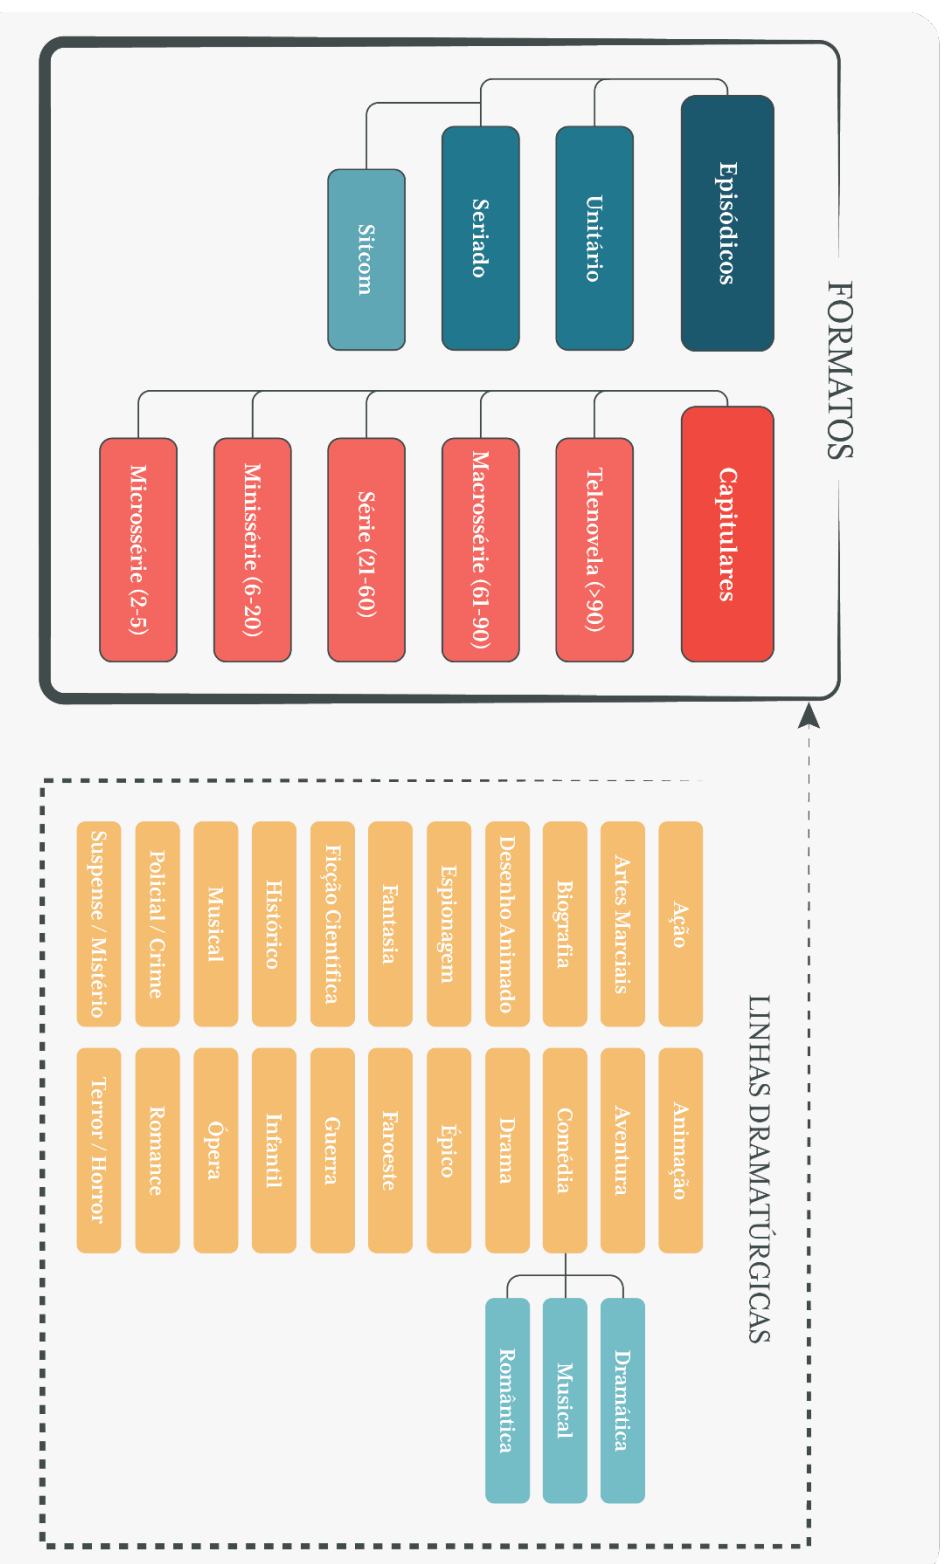 FORMATOS
Episódicos
Unitário
Seriado
Sitcom
Capitulares
Telenovela (>90)
Macrossérie (61-90)
Série (21-60)
Minissérie (6-20)
Microssérie (2-5)
LINHAS DRAMATÚRGICAS
Ação
Animação
Artes Marciais
Aventura
Biografia
Comédia
Desenho Animado
Drama
Espionagem
Épico
Fantasia
Faroeste
Ficção Científica
Guerra
Histórico
Infantil
Musical
Ópera
Policial / Crime
Romance
Suspense / Mistério
Terror / Horror
Dramática
Musical
Romântica